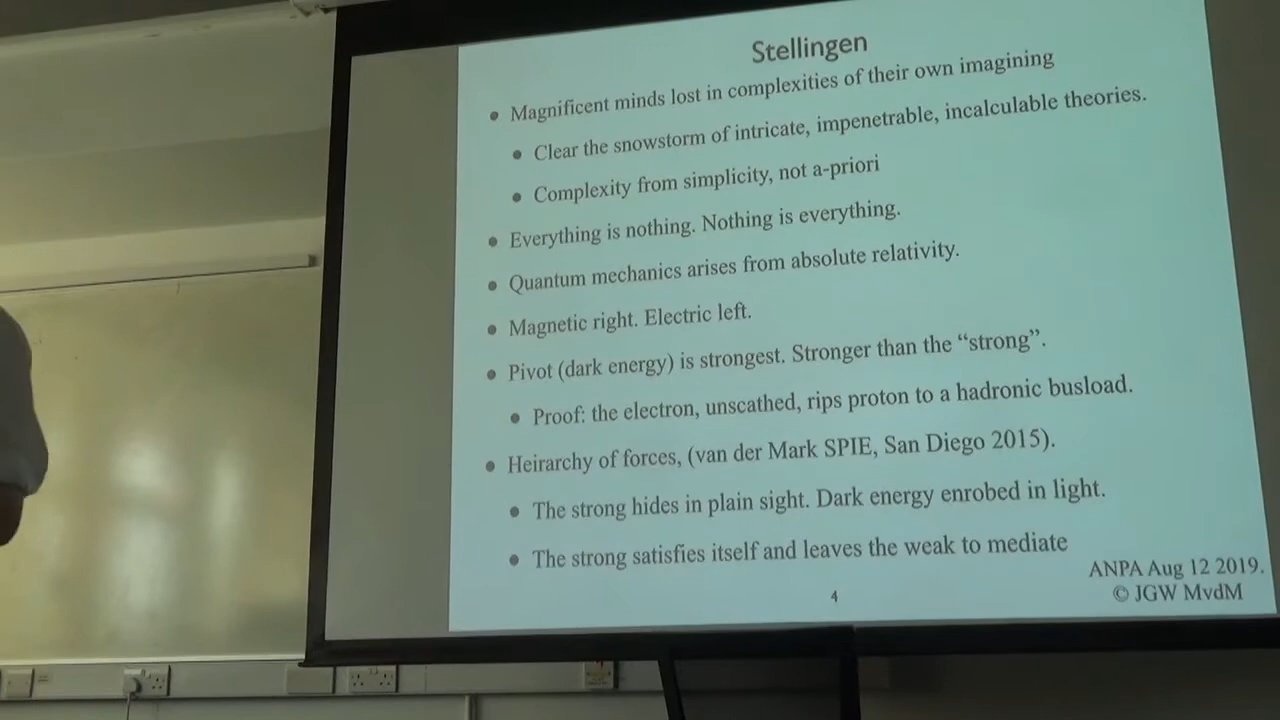 Stellingen
• Magnificent minds lost in complexities of their own imagining
• Clear the snowstorm of intricate, impenetrable, incalculable theories.
• Complexity from simplicity, not a-priori
• Everything is nothing. Nothing is everything.
• Quantum mechanics arises from absolute relativity.
• Magnetic right. Electric left.
• Pivot (dark energy) is strongest. Stronger than the “strong”.
• Proof: the electron, unscathed, rips proton to a hadronic busload.
• Heirarchy of forces, (van der Mark SPIE, San Diego 2015).
• The strong hides in plain sight. Dark energy enrobed in light.
• The strong satisfies itself and leaves the weak to mediate
4
ANPA Aug 12 2019.
© JGW MvdM